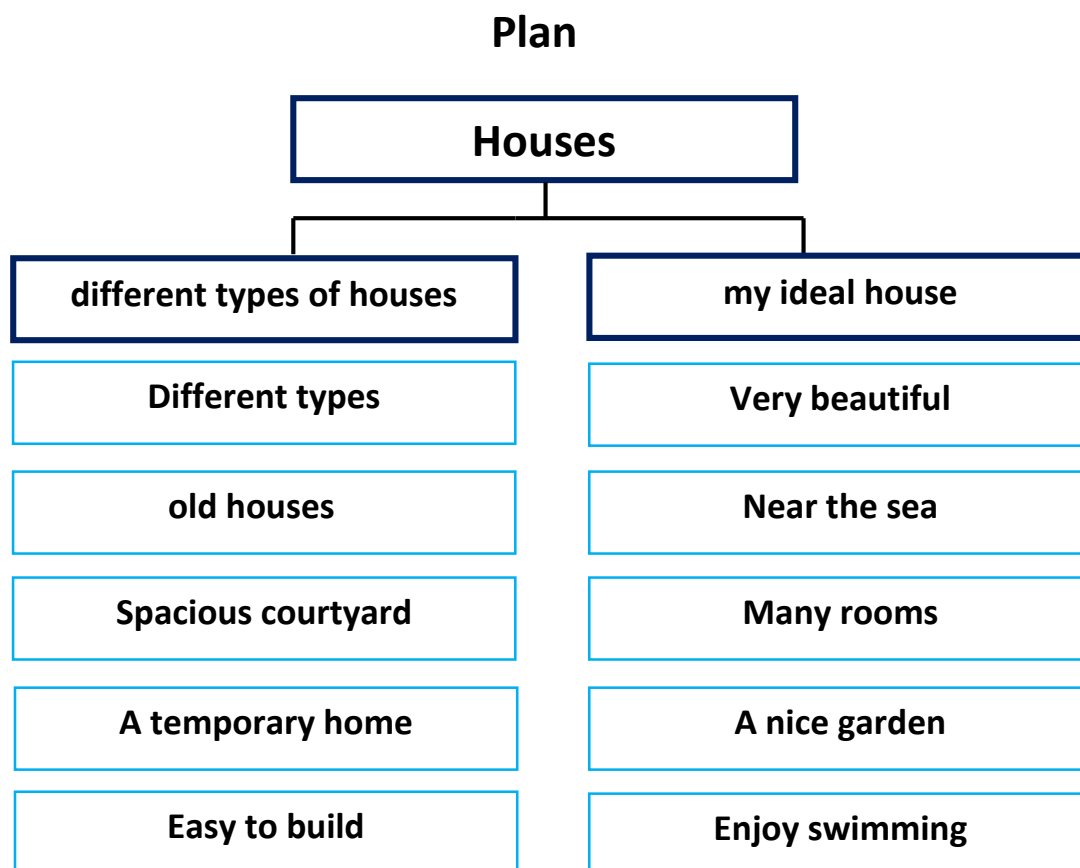 Plan
Houses
different types of houses
my ideal house
Different types
Very beautiful
old houses
Near the sea
Spacious courtyard
Many rooms
A temporary home
A nice garden
Easy to build
Enjoy swimming